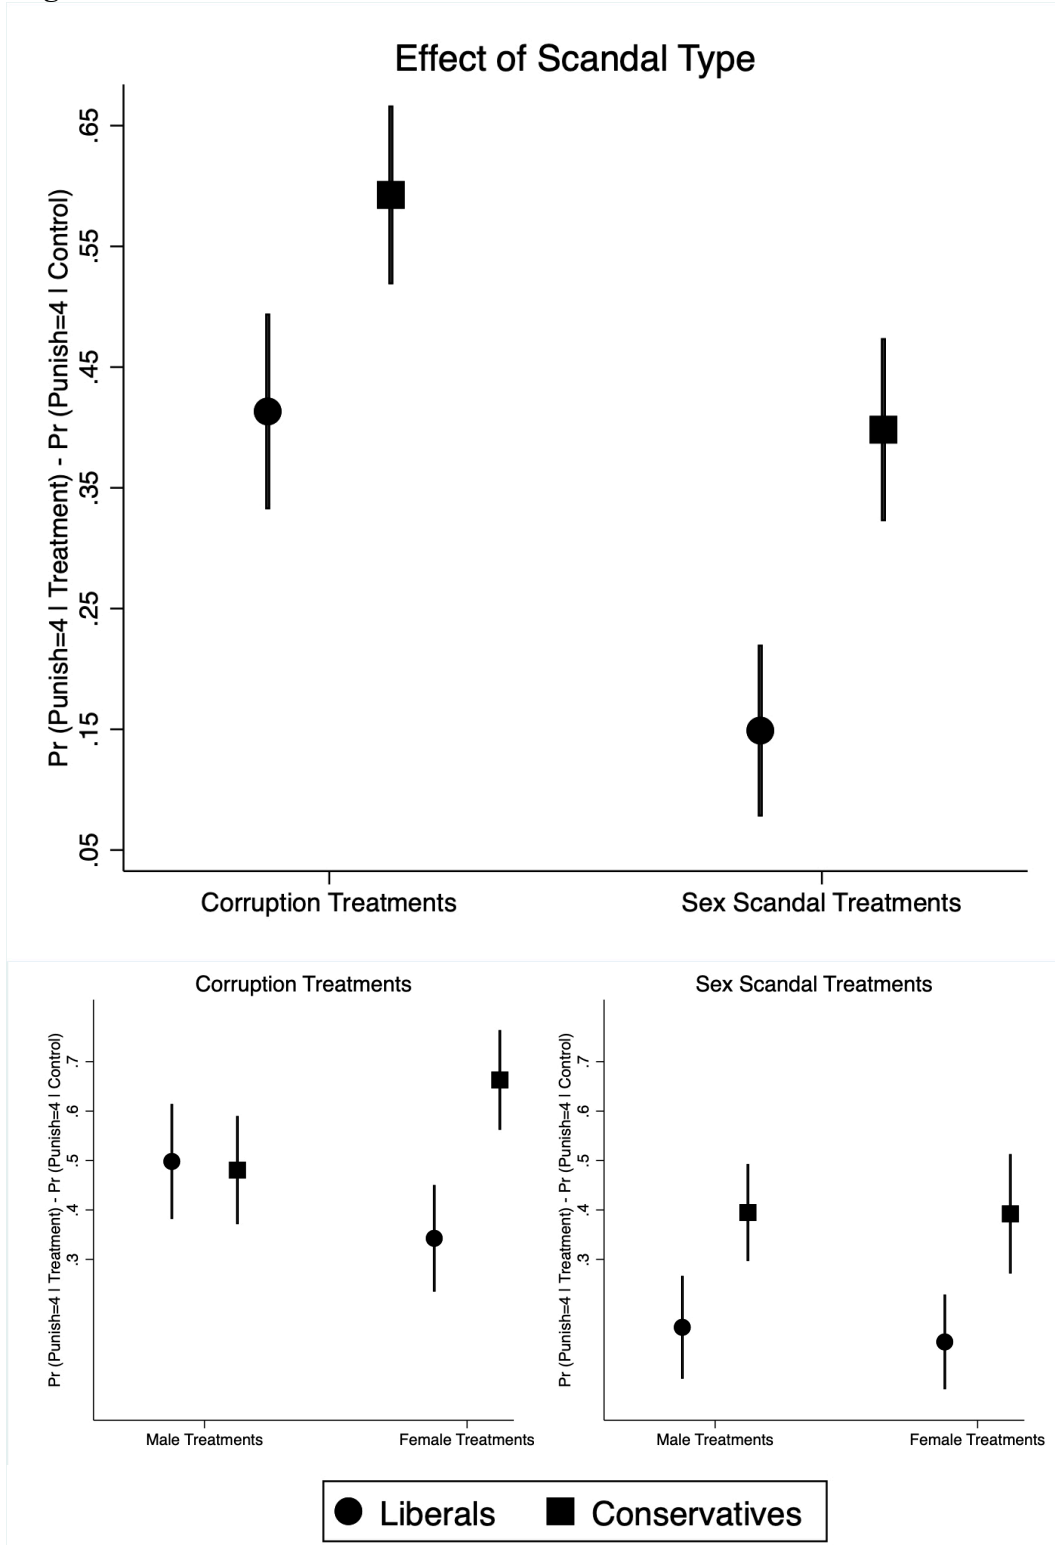 Effect of Scandal Type
Pr (Punish=4 | Treatment) - Pr (Punish=4 | Control)
.65
.55
.45
.35
.25
.15
.05
Corruption Treatments
Sex Scandal Treatments
Corruption Treatments
Pr (Punish=4 | Treatment) - Pr (Punish=4 | Control)
.7
.6
.5
.4
.3
Male Treatments
Female Treatments
Sex Scandal Treatments
Pr (Punish=4 | Treatment) - Pr (Punish=4 | Control)
.7
.6
.5
.4
.3
Male Treatments
Female Treatments
Liberals
Conservatives